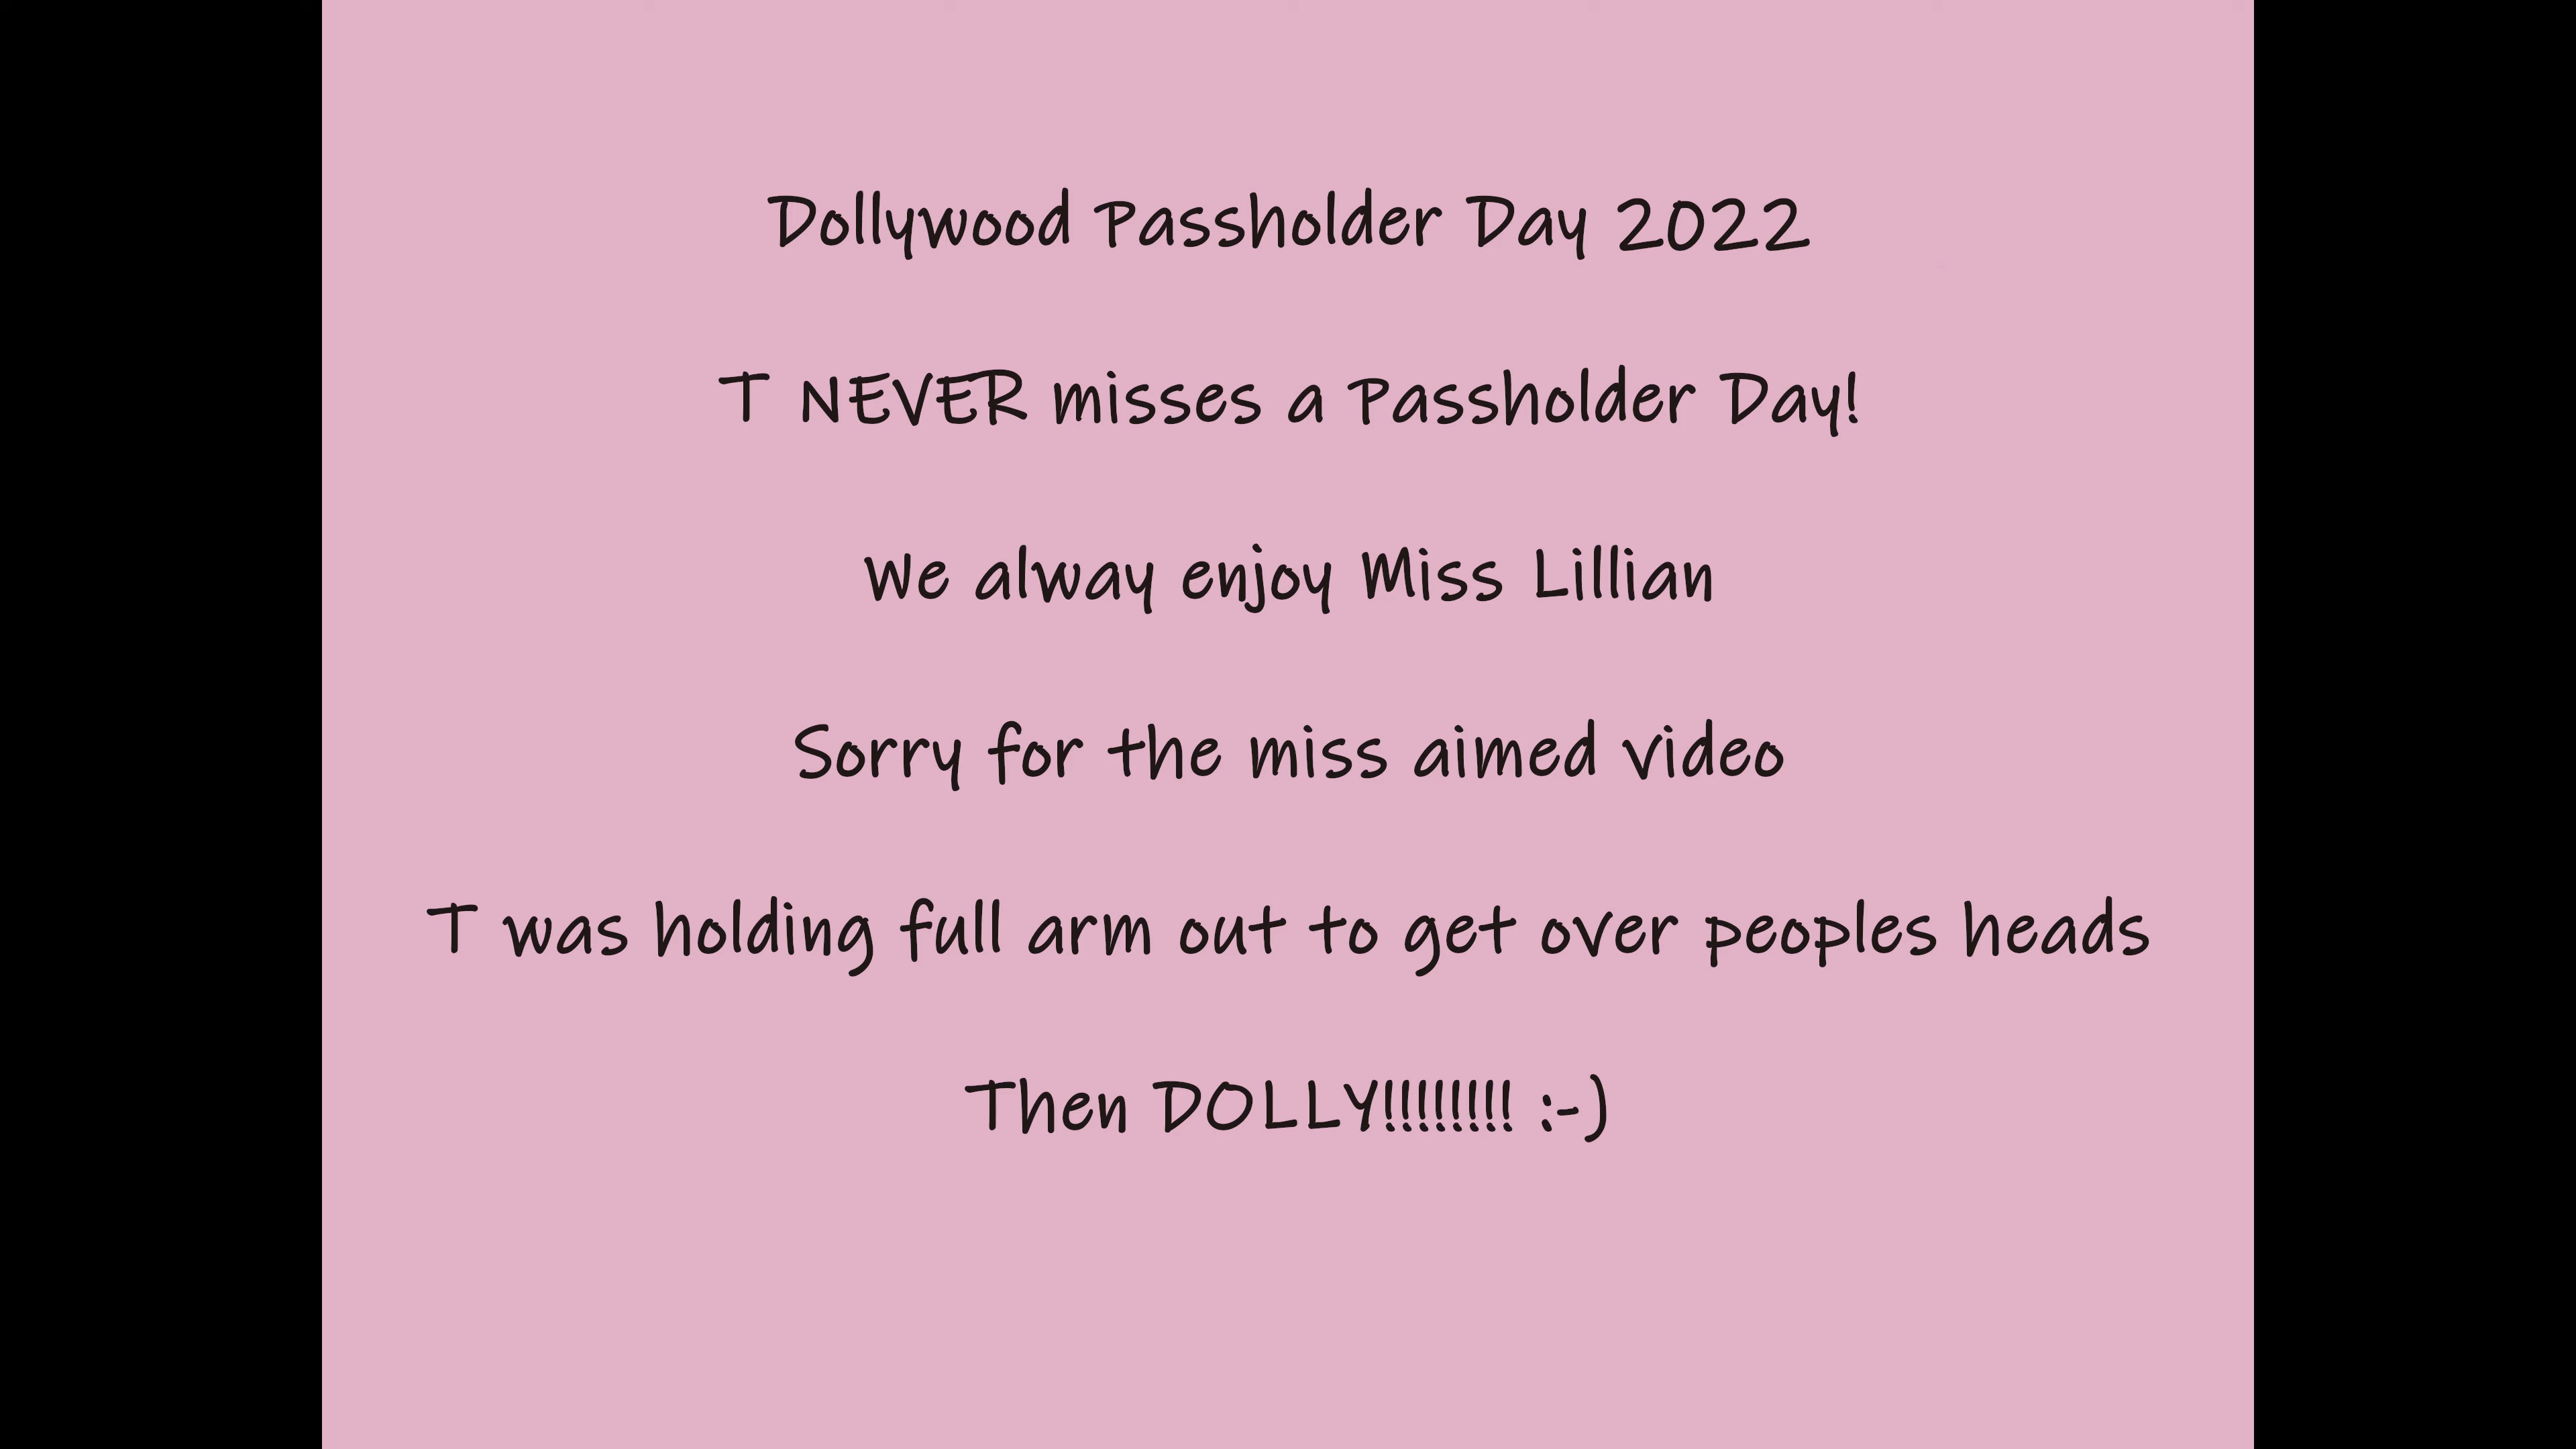 Dollywood Passholder Day 2022
T NEVER misses a Passholder Day!
We alway enjoy Miss Lillian
Sorry for the miss aimed video
T was holding full arm out to get over peoples heads
Then DOLLY!!!!!!!! :-)